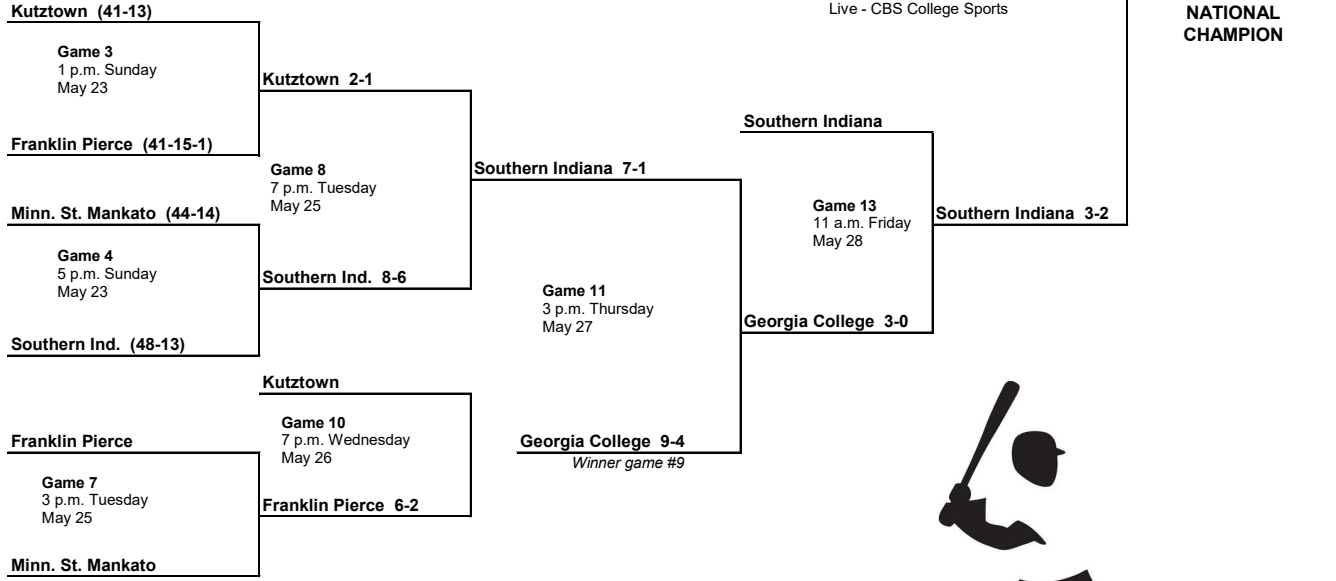 Kutztown (41-13)
Live - CBS College Sports
NATIONAL
CHAMPION
Game 3
1 p.m. Sunday
May 23
Kutztown 2-1
Franklin Pierce (41-15-1)
Southern Indiana
Game 8
7 p.m. Tuesday
May 25
Southern Indiana 7-1
Minn. St. Mankato (44-14)
Game 13
11 a.m. Friday
May 28
Southern Indiana 3-2
Game 4
5 p.m. Sunday
May 23
Southern Ind. 8-6
Game 11
3 p.m. Thursday
May 27
Georgia College 3-0
Southern Ind. (48-13)
Kutztown
Game 10
7 p.m. Wednesday
May 26
Franklin Pierce
Georgia College 9-4
Winner game #9
Game 7
3 p.m. Tuesday
May 25
Franklin Pierce 6-2
Minn. St. Mankato